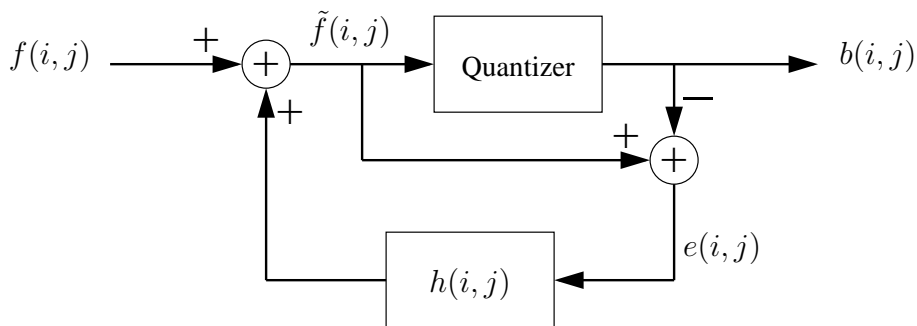 f(i, j)
+
+
f̃(i, j)
Quantizer
b(i, j)
+
−
+
+
e(i, j)
h(i, j)